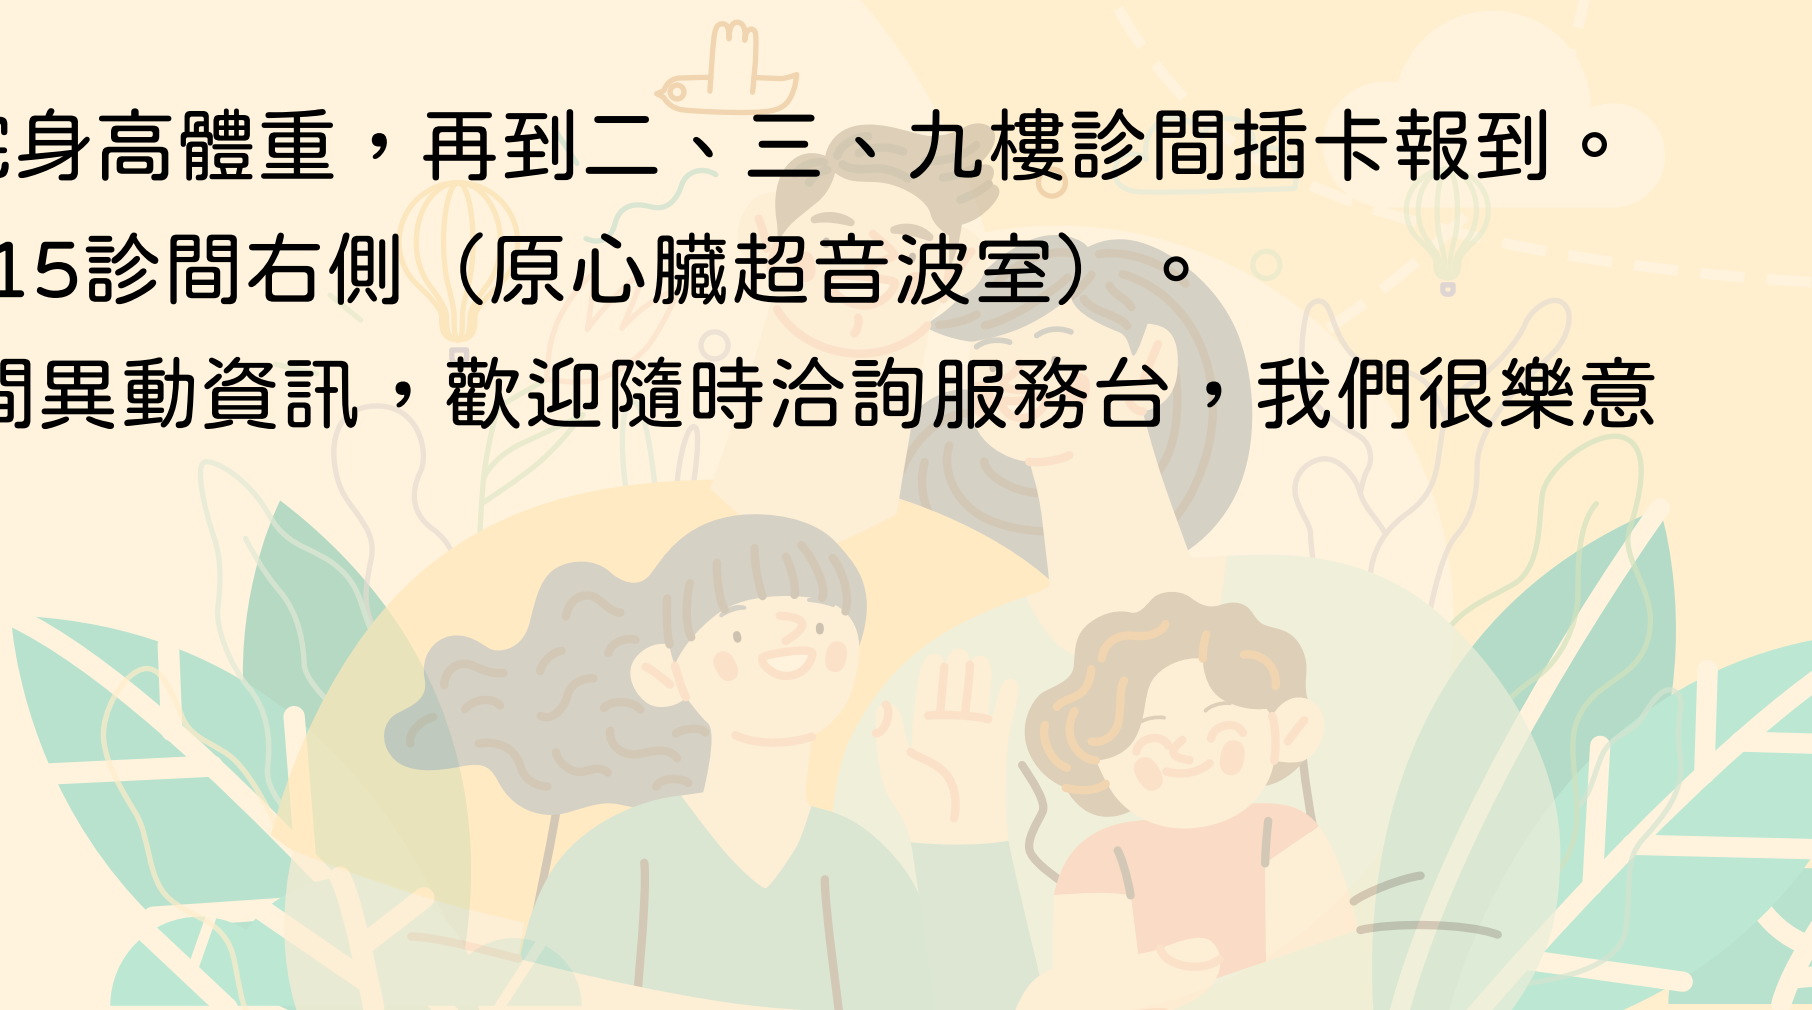 身高體重，再到二、三、九樓診間插卡報到。
15診間右側（原心臟超音波室）。
間異動資訊，歡迎隨時洽詢服務台，我們很樂意